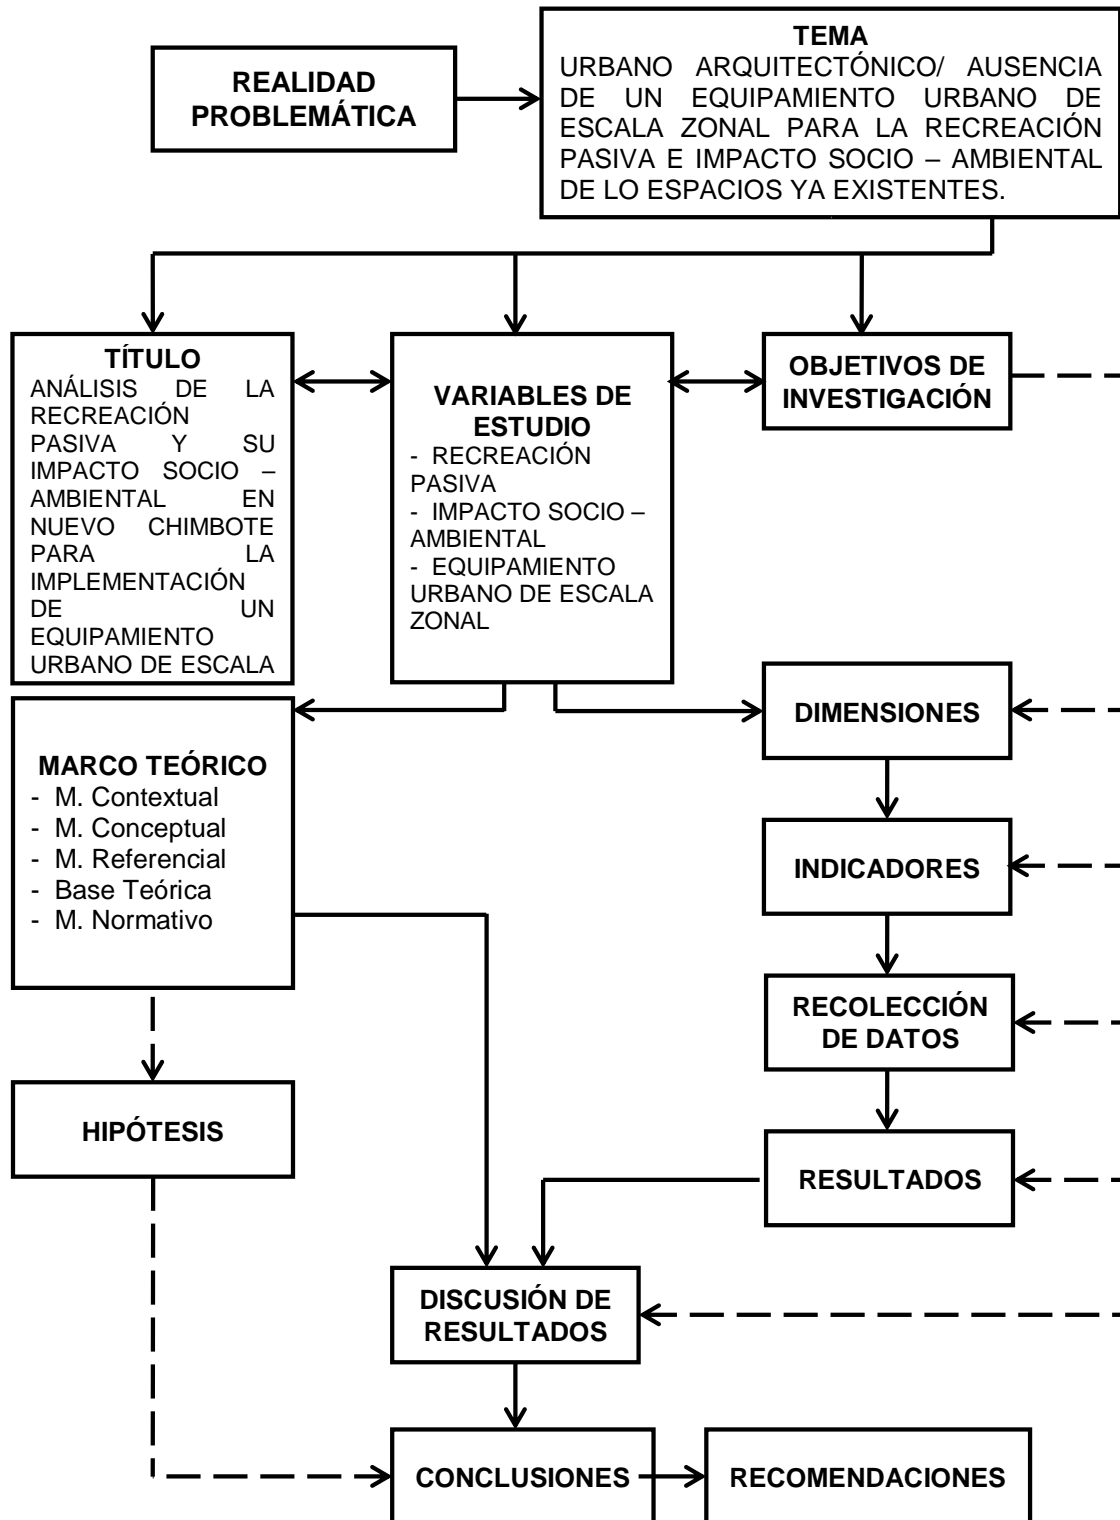 REALIDAD
PROBLEMÁTICA
TEMA
URBANO ARQUITECTÓNICO/ AUSENCIA
DE UN EQUIPAMIENTO URBANO DE
ESCALA ZONAL PARA LA RECREACIÓN
PASIVA E IMPACTO SOCIO – AMBIENTAL
DE LO ESPACIOS YA EXISTENTES.
TÍTULO
ANÁLISIS DE LA
RECREACIÓN
PASIVA Y SU
IMPACTO SOCIO –
AMBIENTAL EN
NUEVO CHIMBOTE
PARA LA
IMPLEMENTACIÓN
DE UN
EQUIPAMIENTO
URBANO DE ESCALA
VARIABLES DE
ESTUDIO
- RECREACIÓN
PASIVA
- IMPACTO SOCIO –
AMBIENTAL
- EQUIPAMIENTO
URBANO DE ESCALA
ZONAL
OBJETIVOS DE
INVESTIGACIÓN
MARCO TEÓRICO
- M. Contextual
- M. Conceptual
- M. Referencial
- Base Teórica
- M. Normativo
DIMENSIONES
INDICADORES
RECOLECCIÓN
DE DATOS
HIPÓTESIS
RESULTADOS
DISCUSIÓN DE
RESULTADOS
CONCLUSIONES
RECOMENDACIONES